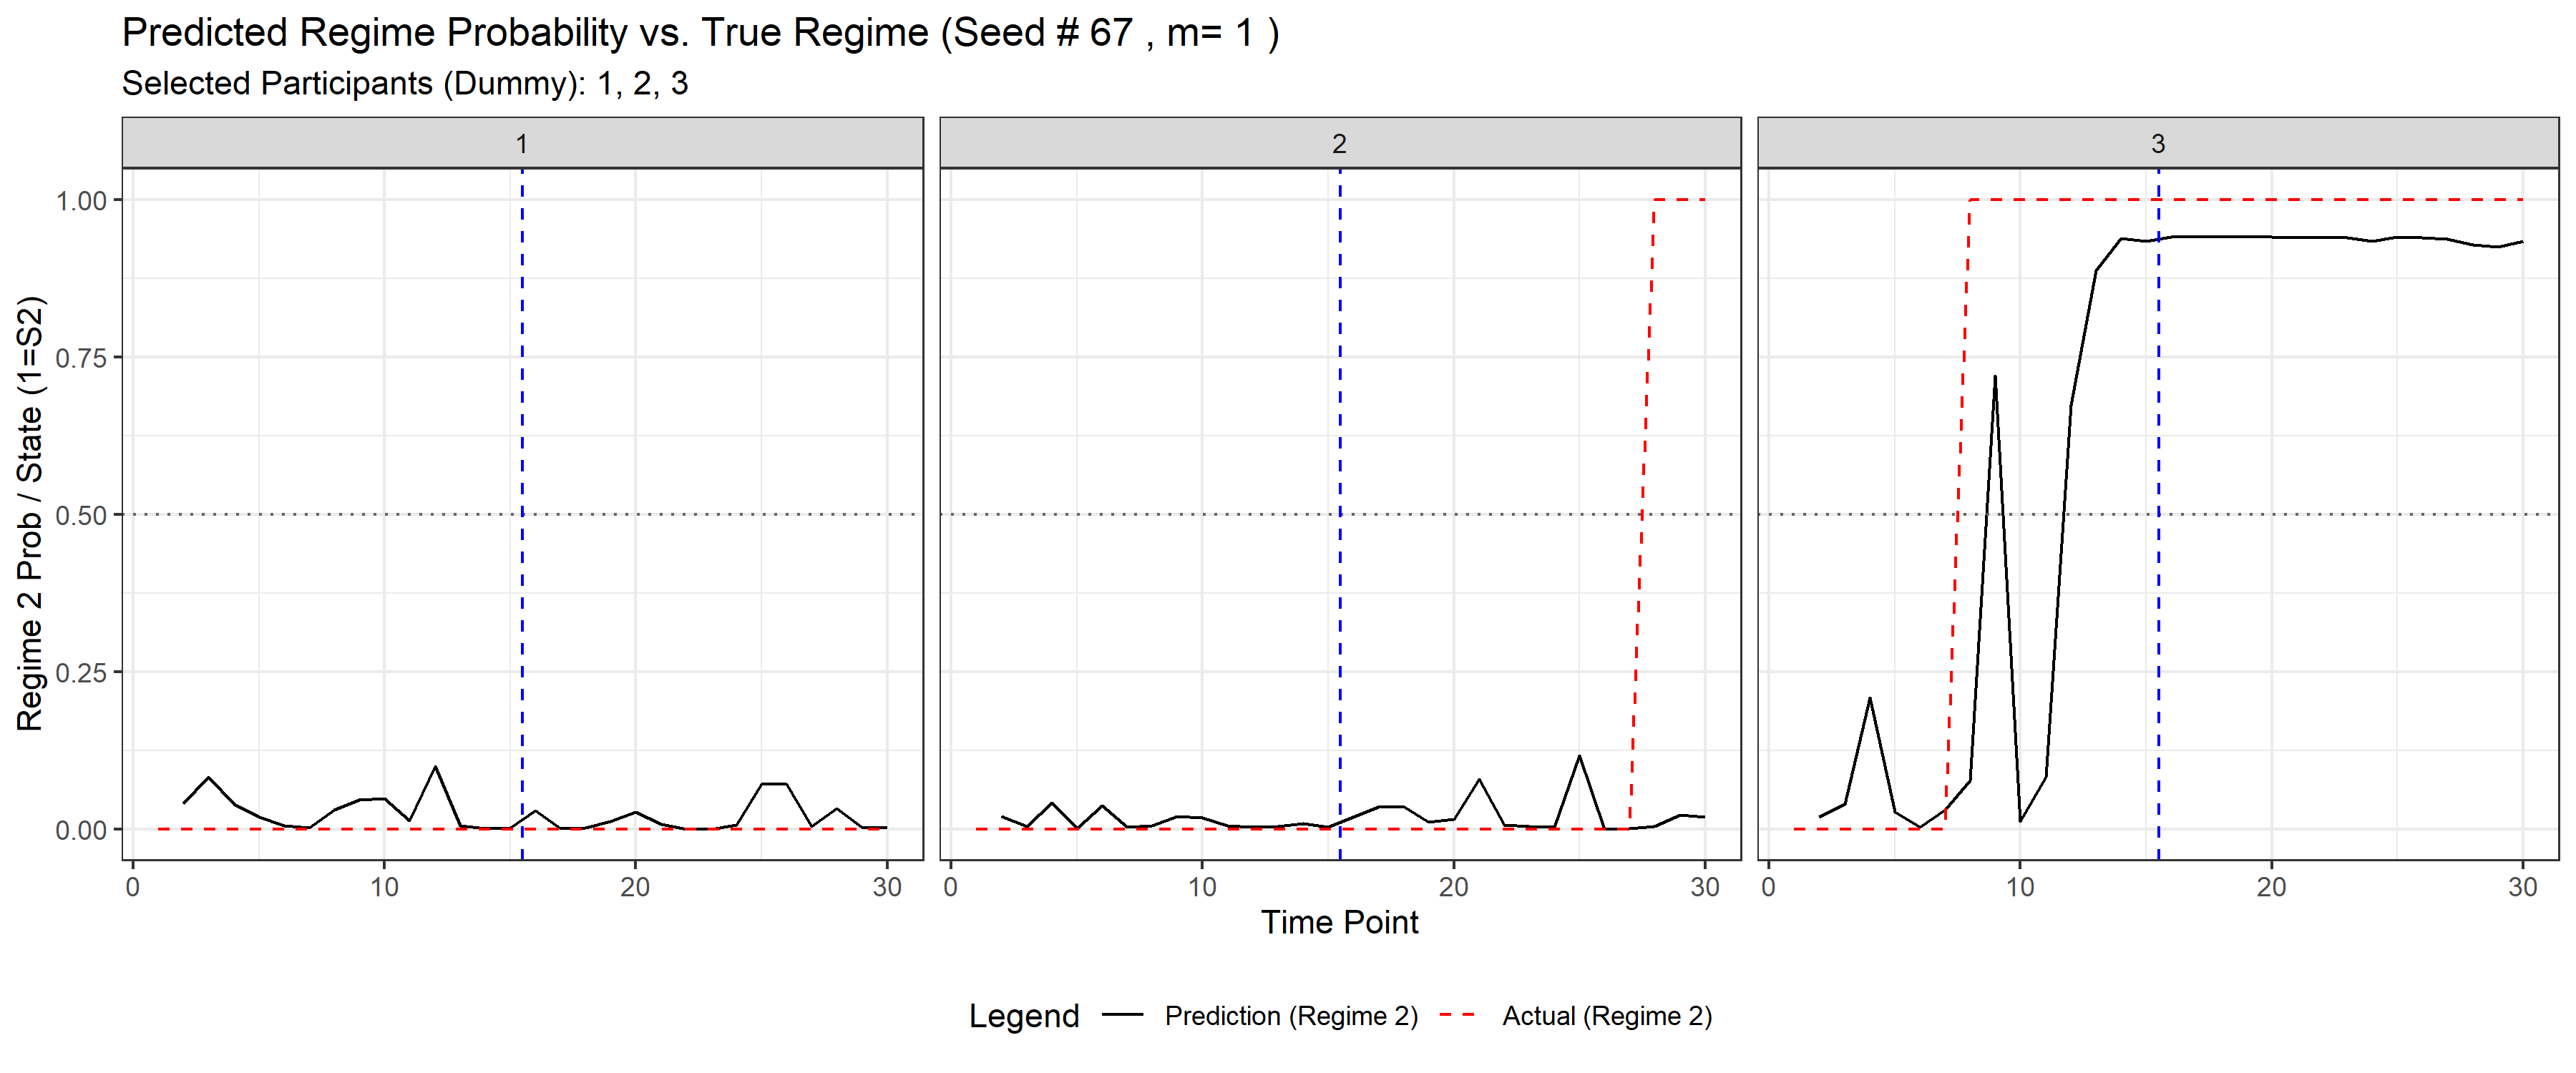 Predicted Regime Probability vs. True Regime (Seed # 67 , m= 1 )
Selected Participants (Dummy): 1, 2, 3
1 2 3
Regime 2 Prob / State (1=S2)
1.00
0.75
0.50
0.25
0.00
0 10 20 30 0 10 20 30 0 10 20 30
Time Point
Legend Prediction (Regime 2) Actual (Regime 2)